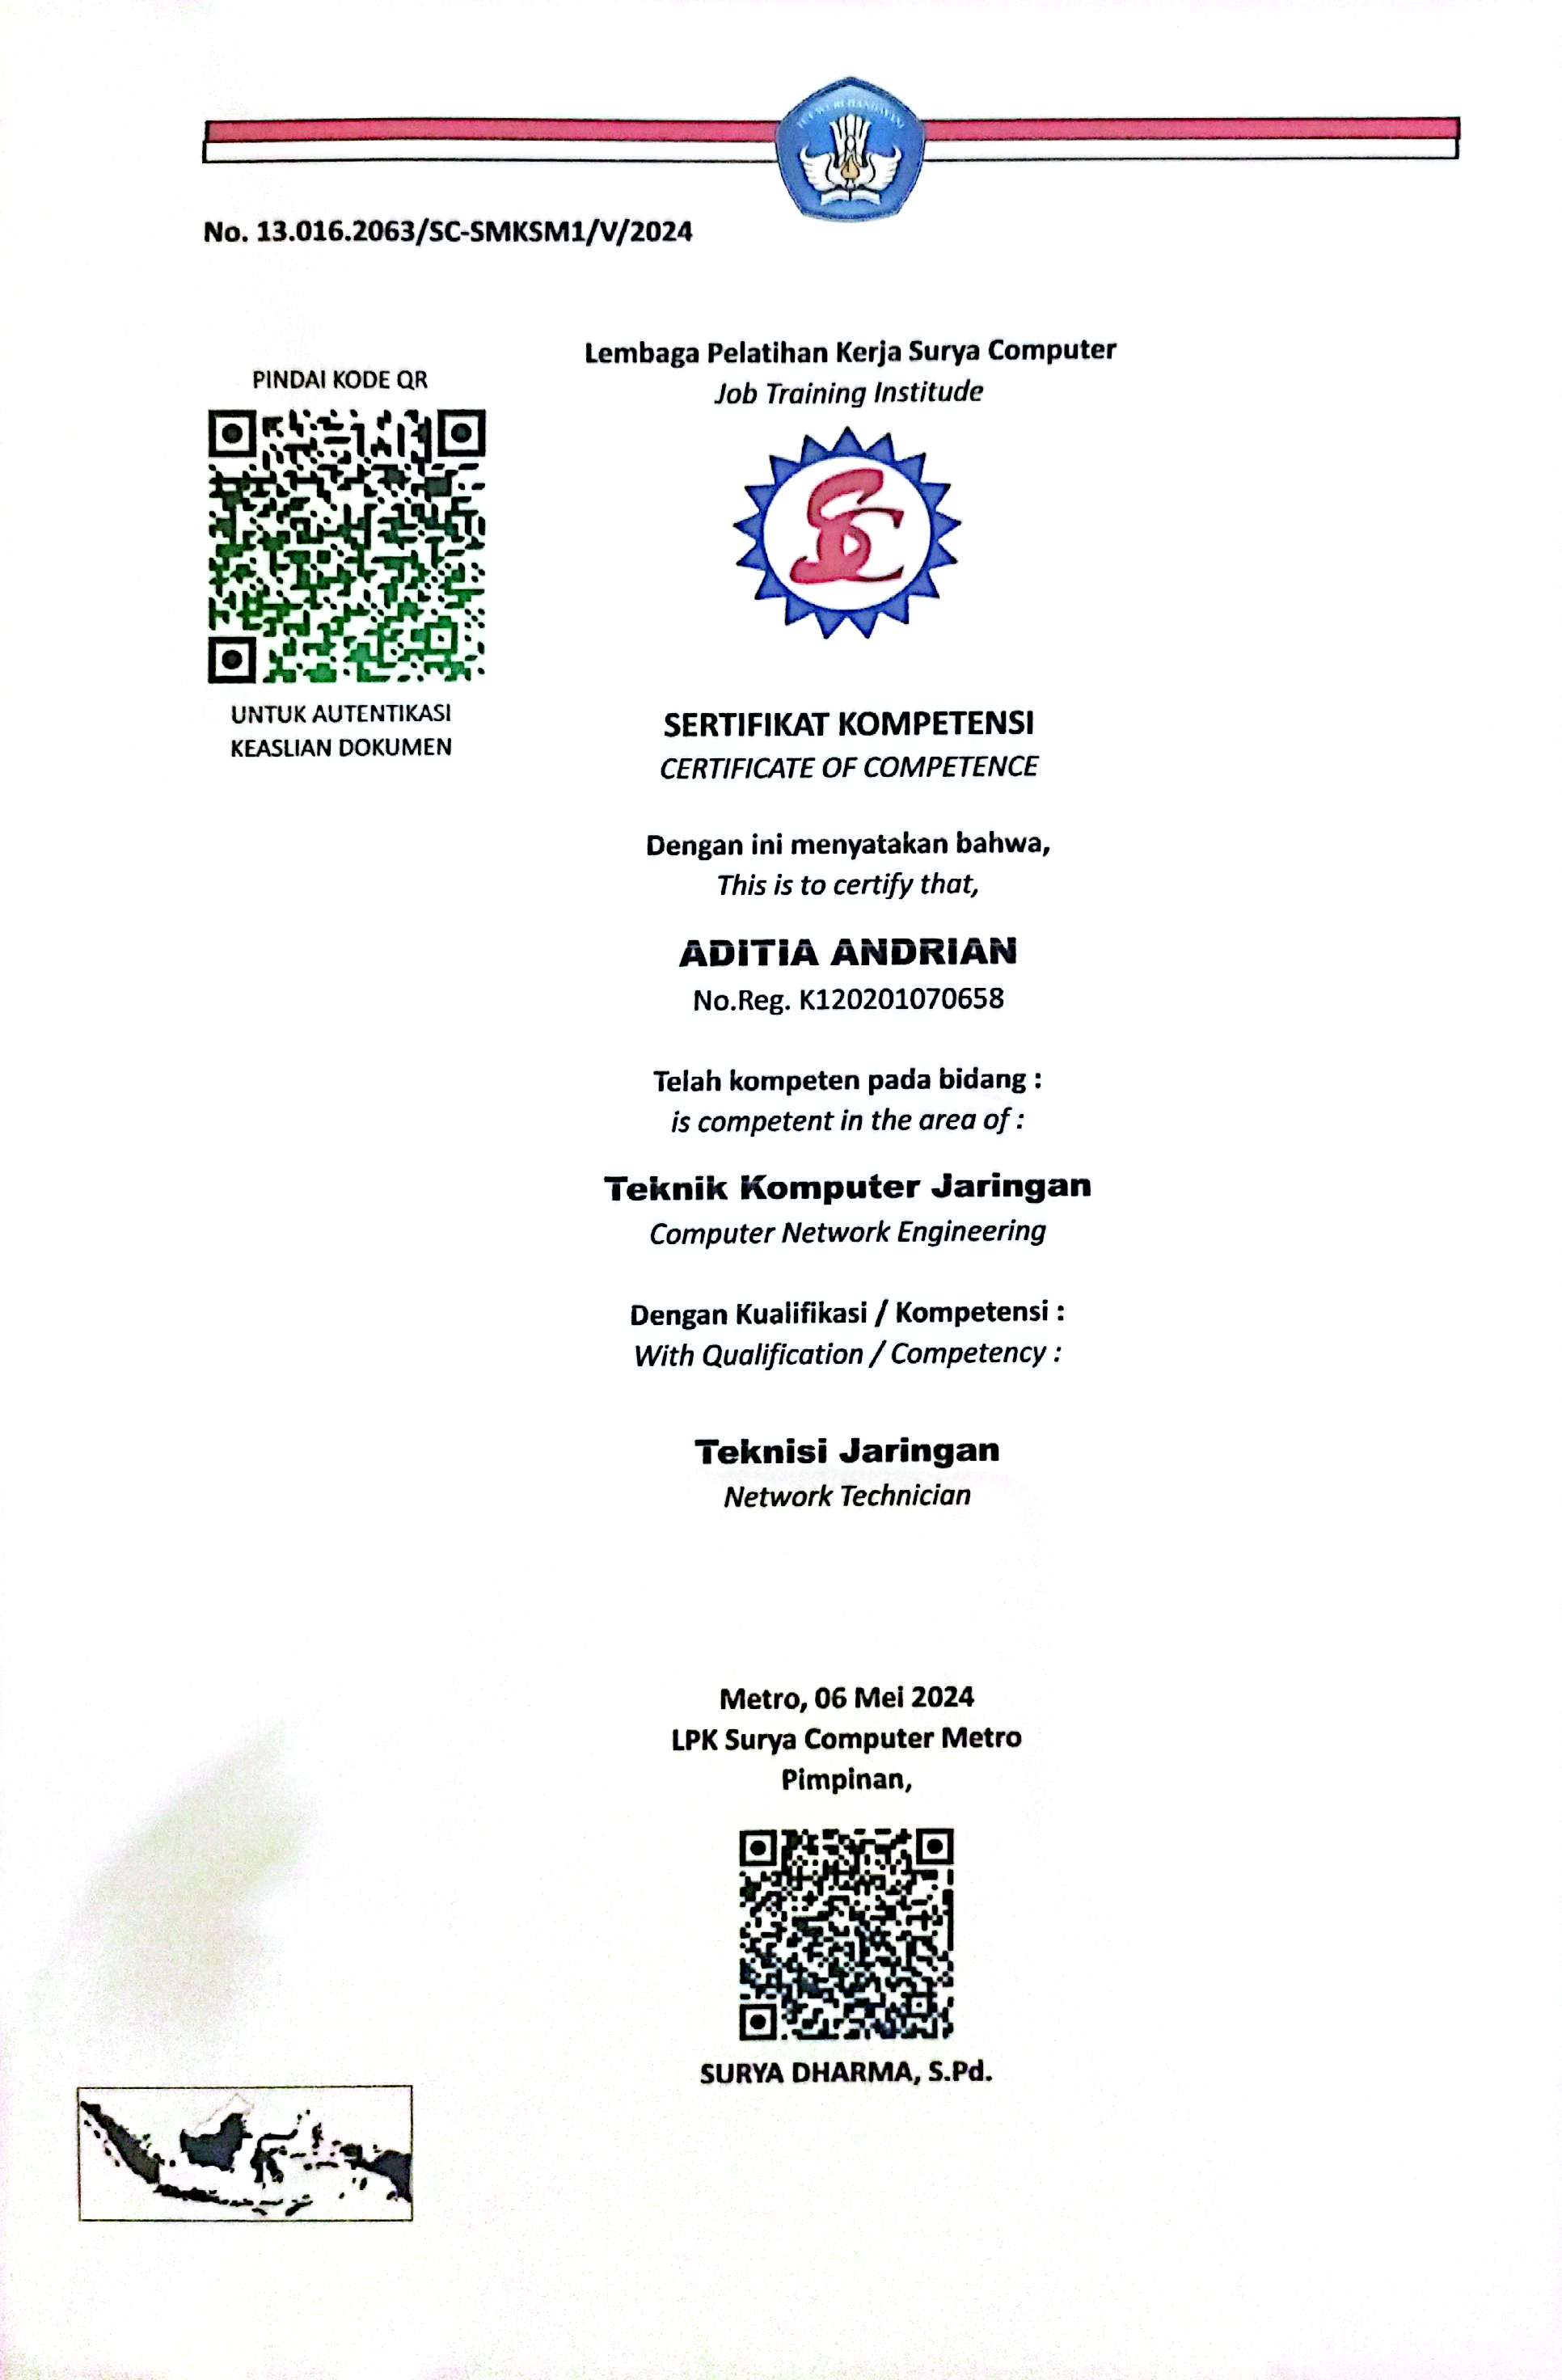 No. 13.016.2063/SC-SMKSM1/V/2024
PINDAI KODE QR
UNTUK AUTENTIKASI
KEASLIAN DOKUMEN
Lembaga Pelatihan Kerja Surya Computer
Job Training Institude
SC
SERTIFIKAT KOMPETENSI
CERTIFICATE OF COMPETENCE
Dengan ini menyatakan bahwa,
This is to certify that,
ADITIA ANDRIAN
No.Reg. K120201070658
Telah kompeten pada bidang :
is competent in the area of :
Teknik Komputer Jaringan
Computer Network Engineering
Dengan Kualifikasi / Kompetensi :
With Qualification / Competency :
Teknisi Jaringan
Network Technician
Metro, 06 Mei 2024
LPK Surya Computer Metro
Pimpinan,
SURYA DHARMA, S.Pd.